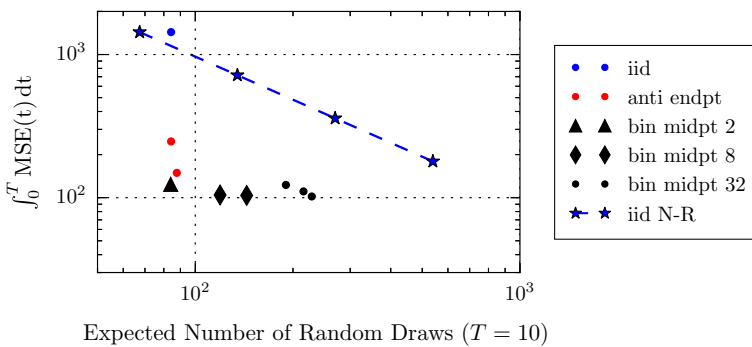 10³
10²
10²
10³
∫₀ᵀ MSE(t) dt
Expected Number of Random Draws (T = 10)
iid
anti endpt
bin midpt 2
bin midpt 8
bin midpt 32
iid N-R